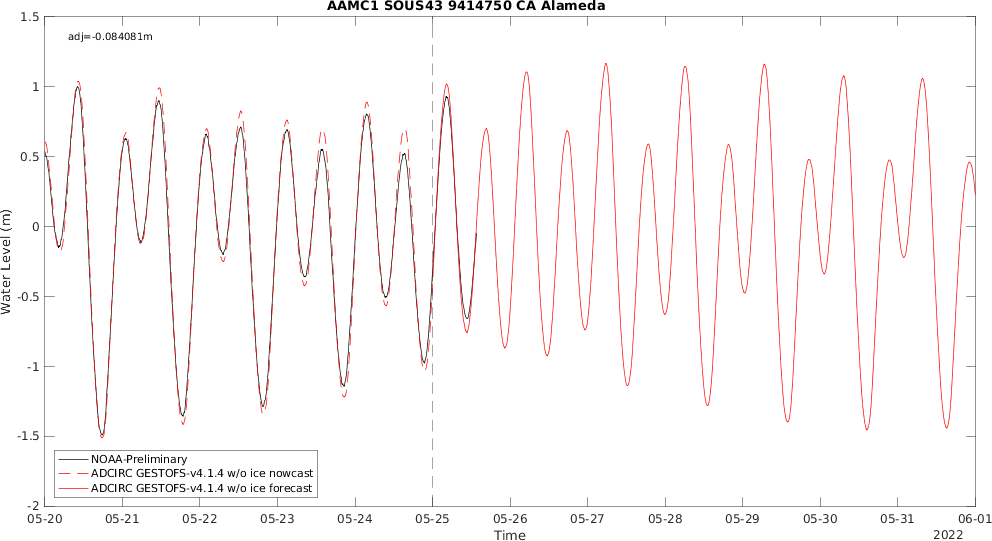 AAMC1 SOUS43 9414750 CA Alameda
adj=-0.084081m
1.5
1
0.5
0
-0.5
-1
-1.5
-2
Water Level (m)
NOAA-Preliminary
ADCIRC GESTOFS-v4.1.4 w/o ice nowcast
ADCIRC GESTOFS-v4.1.4 w/o ice forecast
05-20 05-21 05-22 05-23 05-24 05-25 05-26 05-27 05-28 05-29 05-30 05-31 06-01
Time
2022